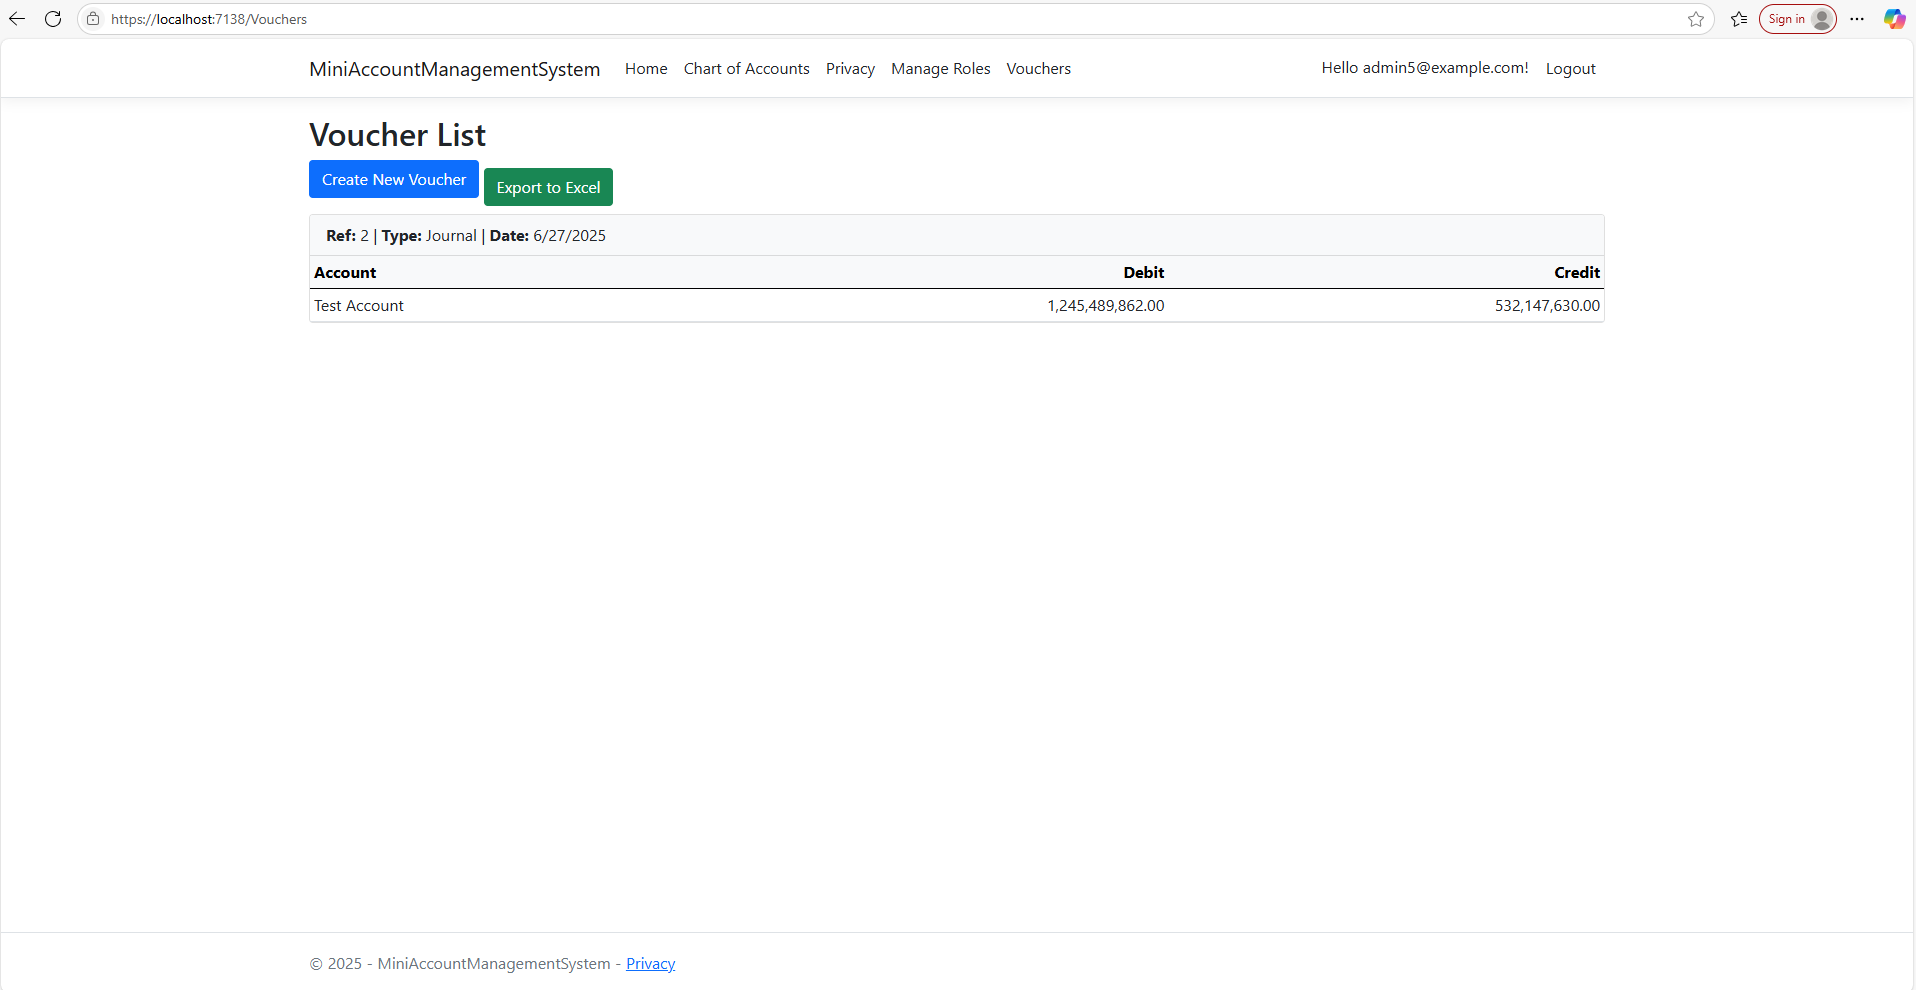 https://localhost:7138/Vouchers
Sign in
MiniAccountManagementSystem Home Chart of Accounts Privacy Manage Roles Vouchers Hello admin5@example.com! Logout
Voucher List
Create New Voucher Export to Excel
Ref: 2 | Type: Journal | Date: 6/27/2025
Account Debit Credit
Test Account 1,245,489,862.00 532,147,630.00
© 2025 - MiniAccountManagementSystem - Privacy